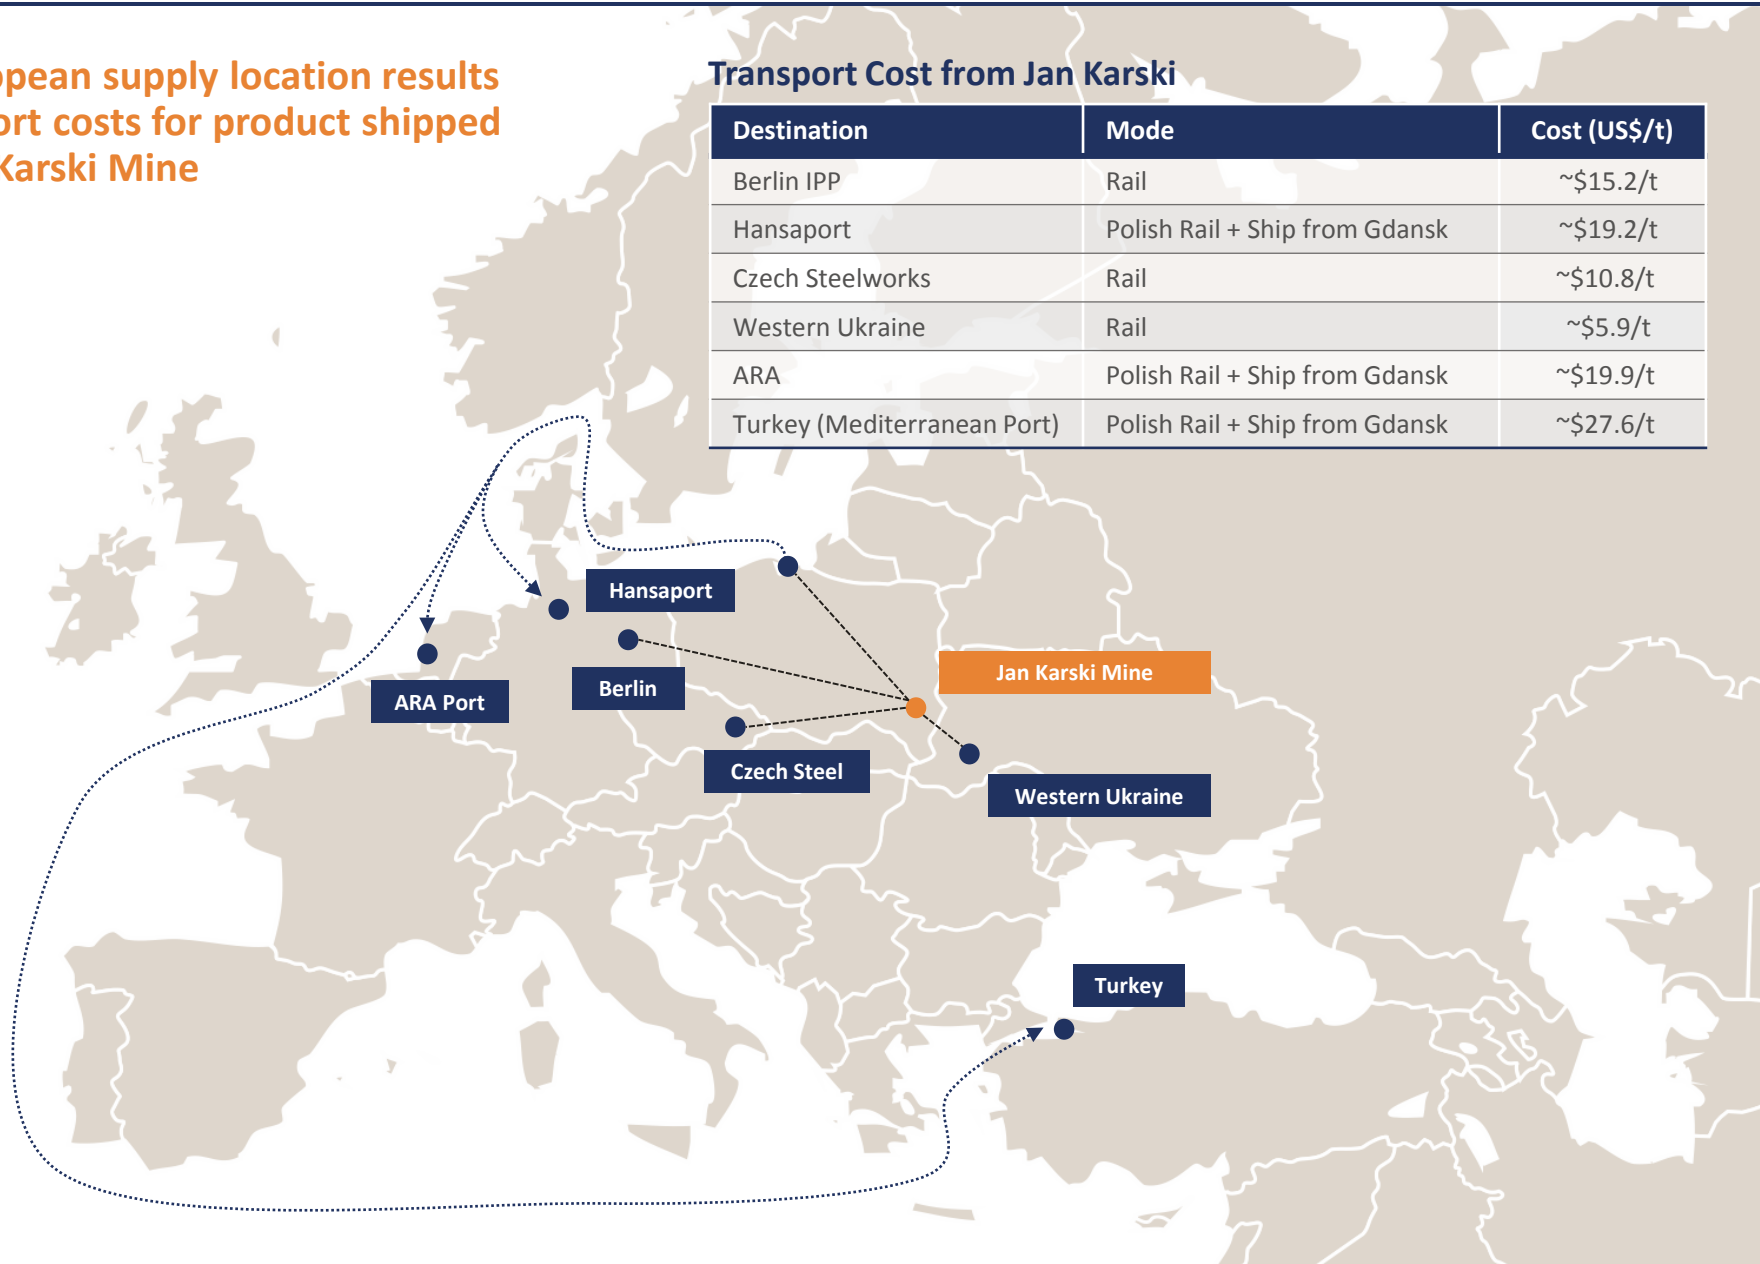 opean supply location results
ort costs for product shipped
Karski Mine
Transport Cost from Jan Karski
Destination Mode Cost (US$/t)
Berlin IPP Rail ~$15.2/t
Hansaport Polish Rail + Ship from Gdansk ~$19.2/t
Czech Steelworks Rail ~$10.8/t
Western Ukraine Rail ~$5.9/t
ARA Polish Rail + Ship from Gdansk ~$19.9/t
Turkey (Mediterranean Port) Polish Rail + Ship from Gdansk ~$27.6/t
Hansaport
Jan Karski Mine
Berlin
ARA Port
Czech Steel
Western Ukraine
Turkey